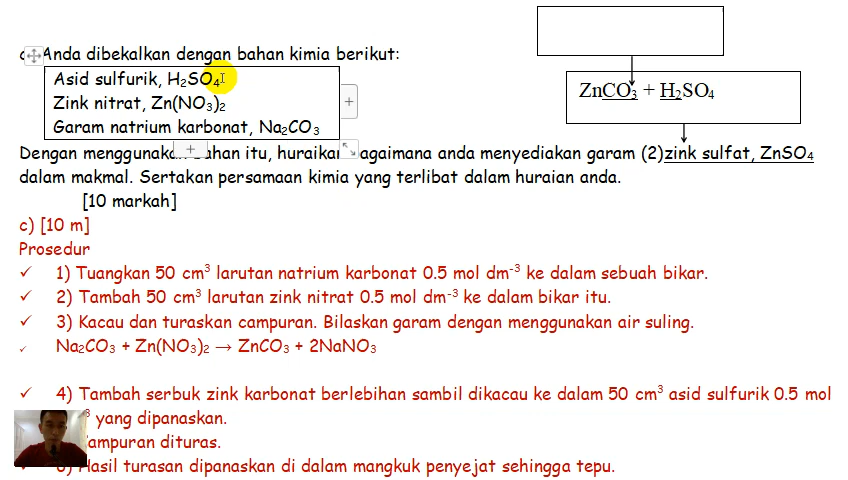 Anda dibekalkan dengan bahan kimia berikut:
Asid sulfurik, H₂SO₄
Zink nitrat, Zn(NO₃)₂
Garam natrium karbonat, Na₂CO₃
ZnCO₃ + H₂SO₄
Dengan menggunakan bahan itu, huraikan bagaimana anda menyediakan garam (2)zink sulfat, ZnSO₄
dalam makmal. Sertakan persamaan kimia yang terlibat dalam huraian anda.
[10 markah]
c) [10 m]
Prosedur
✓ 1) Tuangkan 50 cm³ larutan natrium karbonat 0.5 mol dm⁻³ ke dalam sebuah bikar.
✓ 2) Tambah 50 cm³ larutan zink nitrat 0.5 mol dm⁻³ ke dalam bikar itu.
✓ 3) Kacau dan turaskan campuran. Bilaskan garam dengan menggunakan air suling.
✓ Na₂CO₃ + Zn(NO₃)₂ → ZnCO₃ + 2NaNO₃
✓ 4) Tambah serbuk zink karbonat berlebihan sambil dikacau ke dalam 50 cm³ asid sulfurik 0.5 mol
yang dipanaskan.
Campuran dituras.
6) Hasil turasan dipanaskan di dalam mangkuk penyejat sehingga tepu.